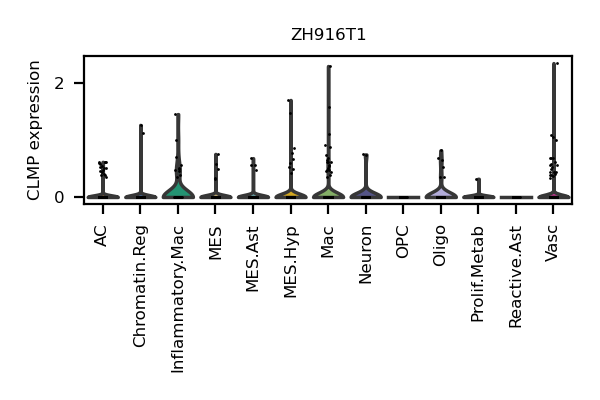 ZH916T1
CLMP expression
2
0
AC
Chromatin.Reg
Inflammatory.Mac
MES
MES.Ast
MES.Hyp
Mac
Neuron
OPC
Oligo
Prolif.Metab
Reactive.Ast
Vasc